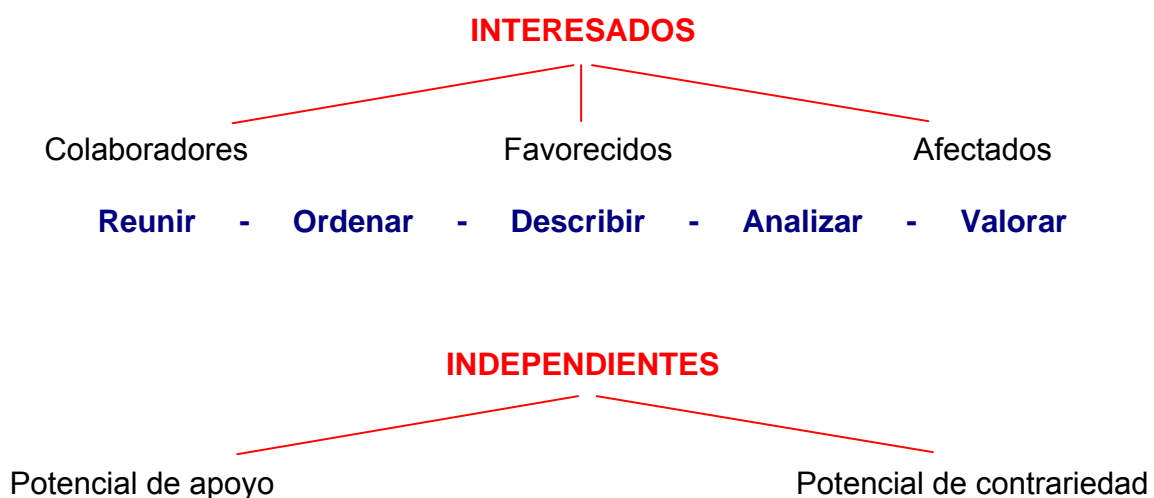 INTERESADOS
Colaboradores Favorecidos Afectados
Reunir - Ordenar - Describir - Analizar - Valorar
INDEPENDIENTES
Potencial de apoyo Potencial de contrariedad